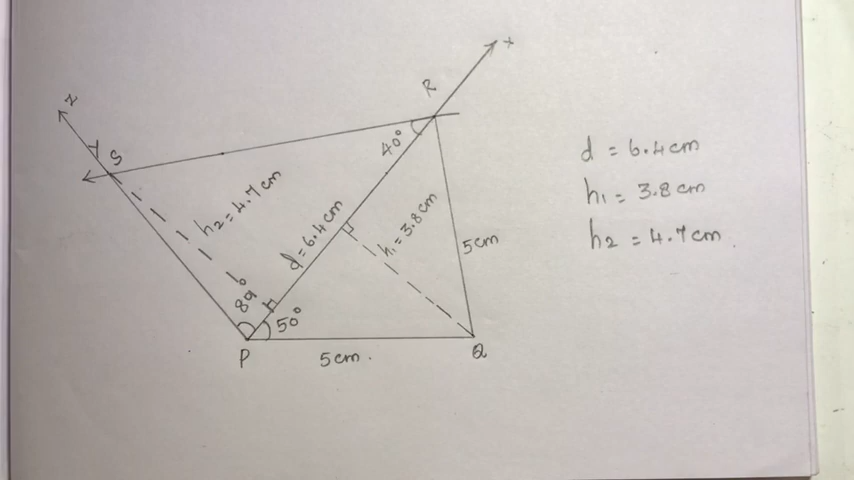 x
R
z
y
S
40°
h₂ = 4.7 cm
d = 6.4 cm
h₁ = 3.8 cm
5cm
80°
50°
P
Q
5cm.
d = 6.4 cm
h₁ = 3.8 cm
h₂ = 4.7 cm.